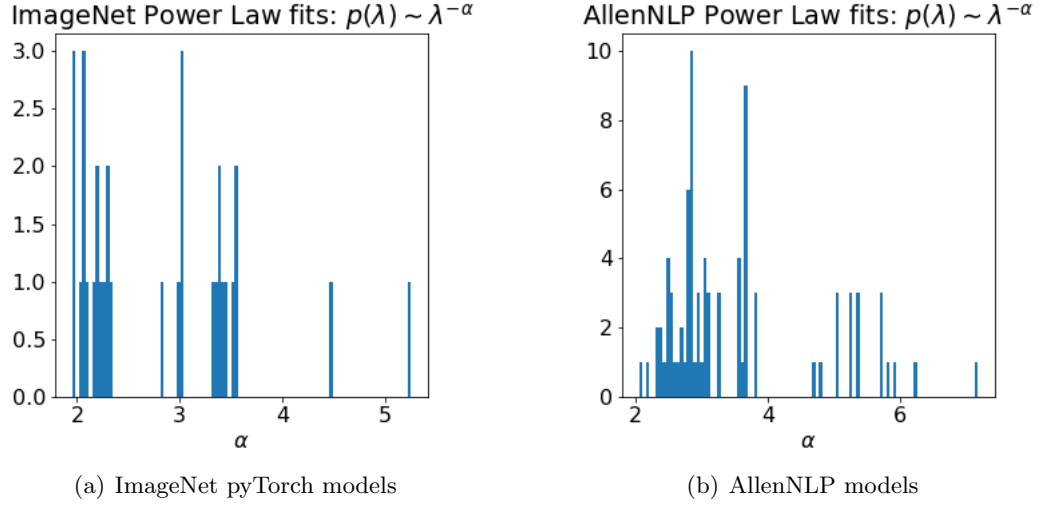 ImageNet Power Law fits: p(λ) ~ λ^{-α}
3.0
2.5
2.0
1.5
1.0
0.5
0.0
2 3 4 5
α
(a) ImageNet pyTorch models
AllenNLP Power Law fits: p(λ) ~ λ^{-α}
10
8
6
4
2
0
2 4 6
α
(b) AllenNLP models